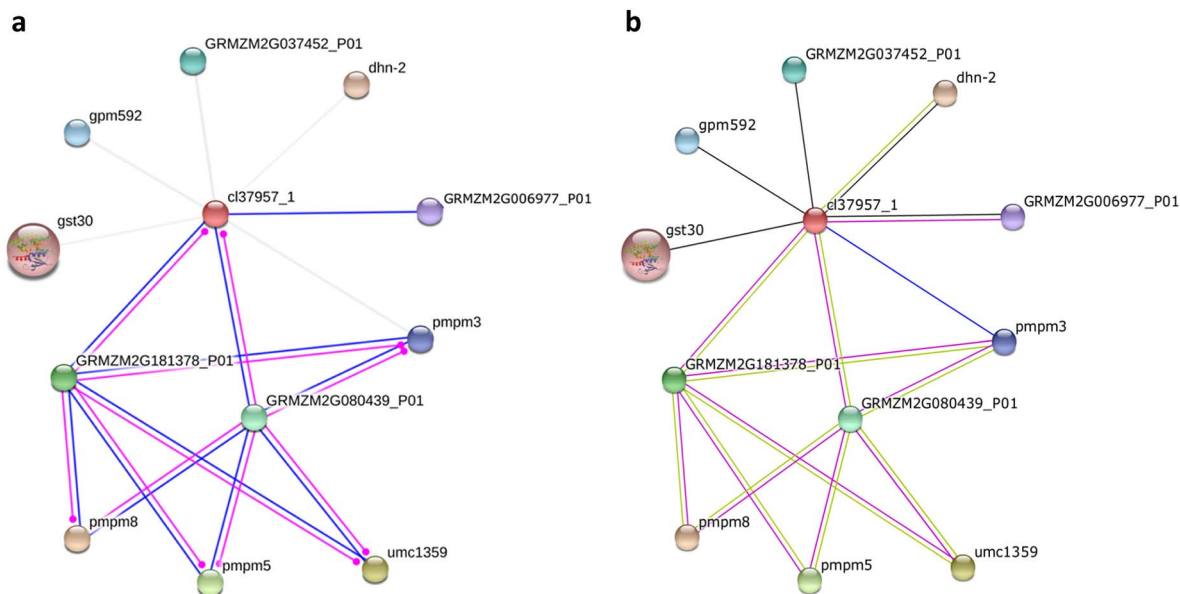 a
GRMZM2G037452_P01
dhn-2
gpm592
cl37957_1
GRMZM2G006977_P01
gst30
pmpm3
GRMZM2G181378_P01
GRMZM2G080439_P01
pmpm8
umc1359
pmpm5
b
GRMZM2G037452_P01
dhn-2
gpm592
cl37957_1
GRMZM2G006977_P01
gst30
pmpm3
GRMZM2G181378_P01
GRMZM2G080439_P01
pmpm8
umc1359
pmpm5